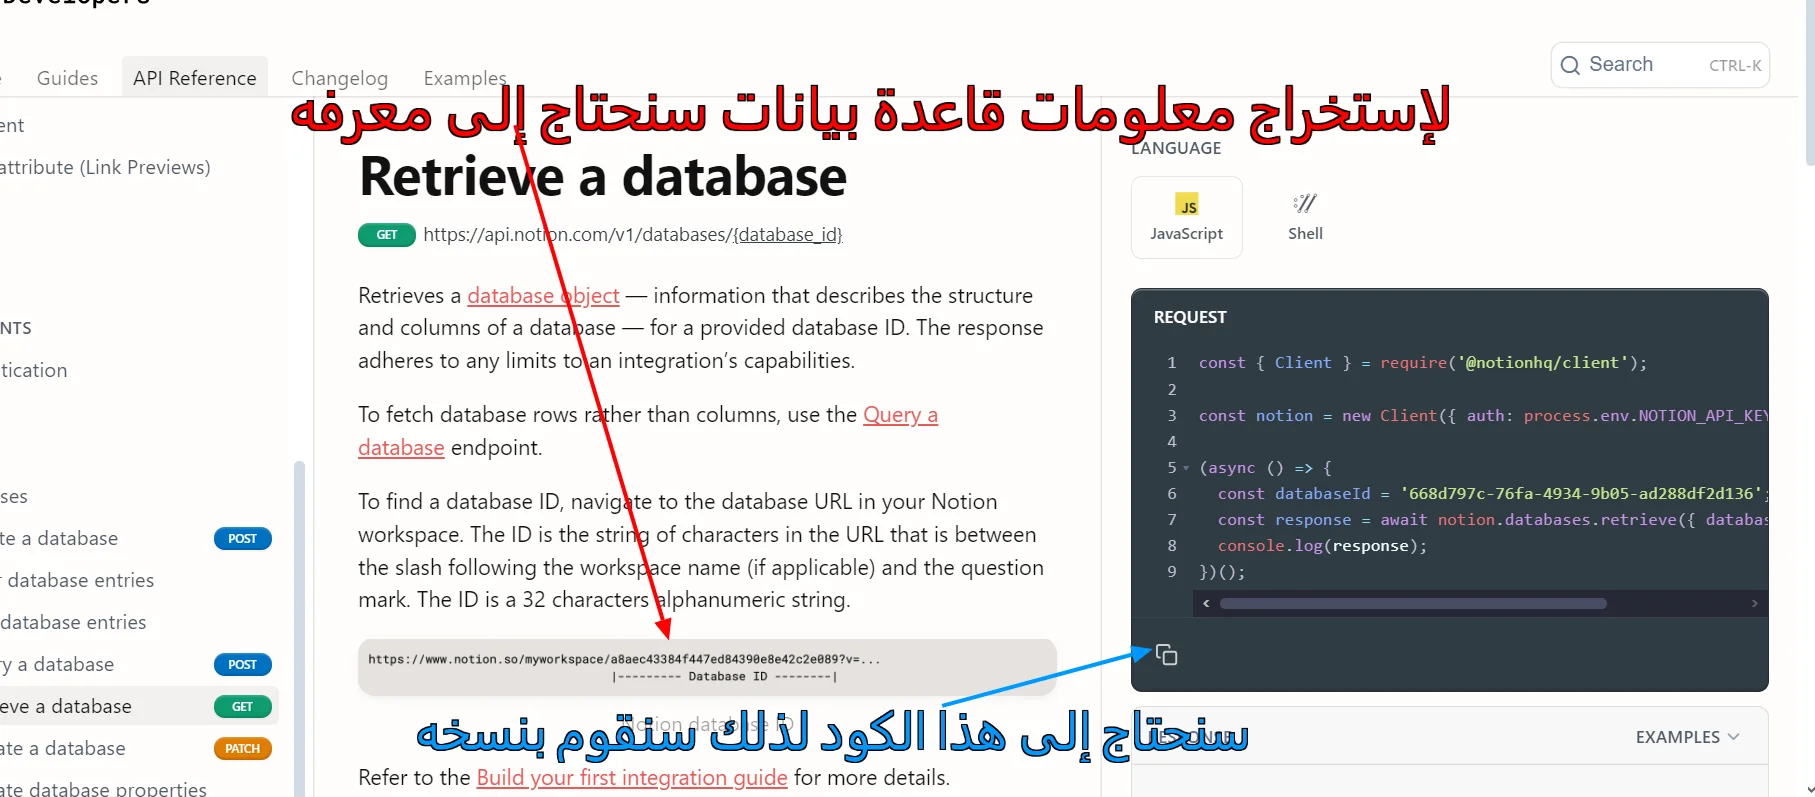 Developers
Guides
API Reference
Changelog
Examples
Search
CTRL-K
لإستخراج معلومات قاعدة بيانات سنحتاج إلى معرفه
ent
attribute (Link Previews)
NTS
tication
ses
te a database
POST
r database entries
database entries
ry a database
POST
eve a database
GET
ate a database
PATCH
ate database properties
Retrieve a database
GET
https://api.notion.com/v1/databases/{database_id}
Retrieves a database object — information that describes the structure
and columns of a database — for a provided database ID. The response
adheres to any limits to an integration’s capabilities.
To fetch database rows rather than columns, use the Query a
database endpoint.
To find a database ID, navigate to the database URL in your Notion
workspace. The ID is the string of characters in the URL that is between
the slash following the workspace name (if applicable) and the question
mark. The ID is a 32 characters alphanumeric string.
https://www.notion.so/myworkspace/a8aec43384f447ed84390e8e42c2e089?v=...
|--------- Database ID --------|
Notion database ID
سنحتاج إلى هذا الكود لذلك سنقوم بنسخه
Refer to the Build your first integration guide for more details.
LANGUAGE
JS
JavaScript
Shell
REQUEST
1 const { Client } = require('@notionhq/client');
2
3 const notion = new Client({ auth: process.env.NOTION_API_KEY
4
5 (async () => {
6 const databaseId = '668d797c-76fa-4934-9b05-ad288df2d136';
7 const response = await notion.databases.retrieve({ databas
8 console.log(response);
9 })();
RESPONSE
EXAMPLES